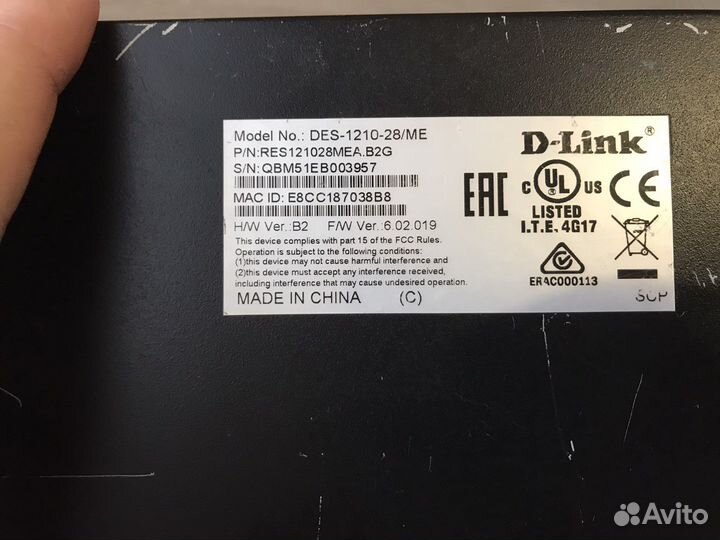 Model No.: DES-1210-28/ME
P/N:RES121028MEA.B2G
S/N:QBM51EB003957
MAC ID: E8CC187038B8
H/W Ver.:B2 F/W Ver.:6.02.019
This device complies with part 15 of the FCC Rules.
Operation is subject to the following conditions:
(1)this device may not cause harmful interference and
(2)this device must accept any interference received,
including interference that may cause undesired operation.
MADE IN CHINA (C)
D-Link®
EAC
C UL US CE
LISTED
I.T.E. 4G17
ERAC000113
Avito